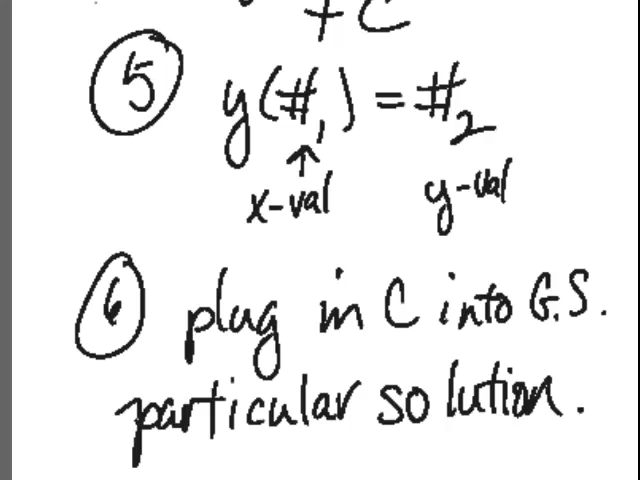 + C
5 y(#1) = #2
↑
x-val y-val
6 plug in C into G.S.
particular solution.